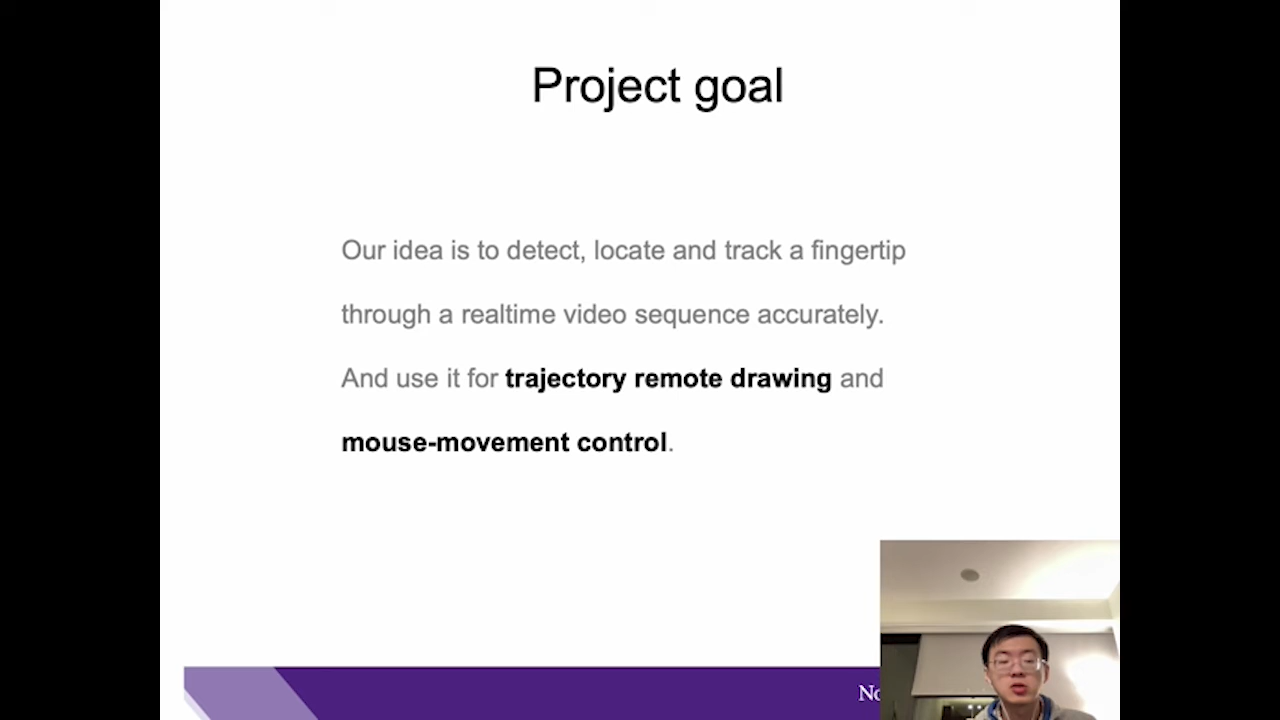 Project goal
Our idea is to detect, locate and track a fingertip
through a realtime video sequence accurately.
And use it for trajectory remote drawing and
mouse-movement control.